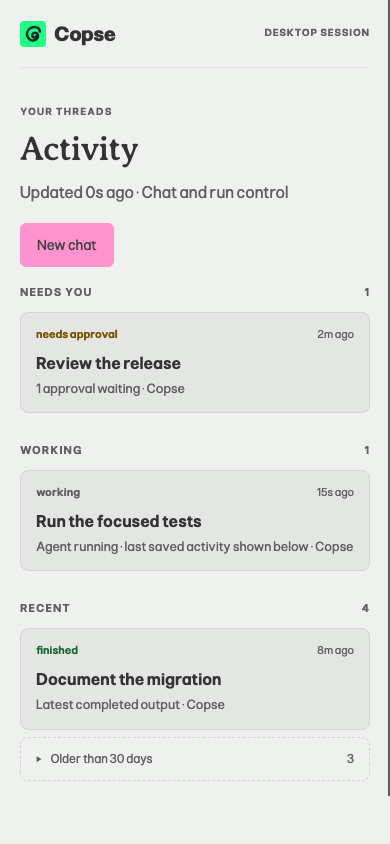 Copse
DESKTOP SESSION
YOUR THREADS
Activity
Updated 0s ago · Chat and run control
New chat
NEEDS YOU 1
needs approval 2m ago
Review the release
1 approval waiting · Copse
WORKING 1
working 15s ago
Run the focused tests
Agent running · last saved activity shown below · Copse
RECENT 4
finished 8m ago
Document the migration
Latest completed output · Copse
Older than 30 days 3